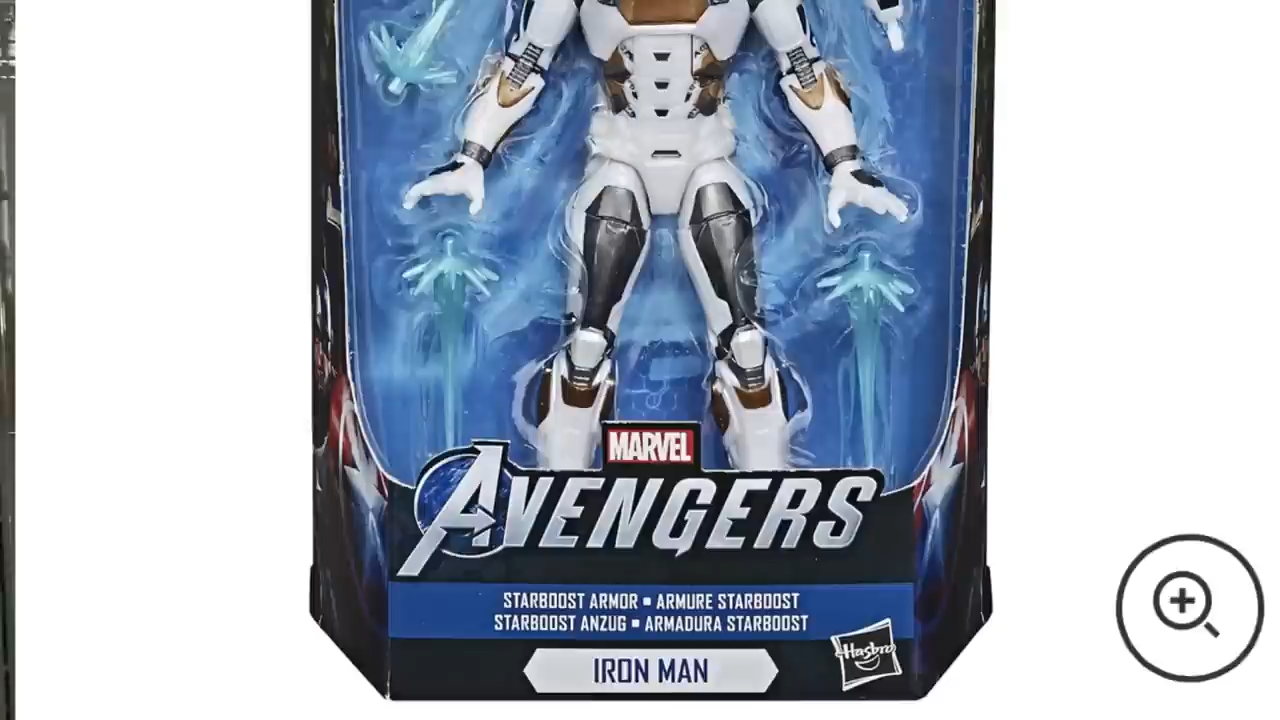 MARVEL
AVENGERS
STARBOOST ARMOR ▪ ARMURE STARBOOST
STARBOOST ANZUG ▪ ARMADURA STARBOOST
IRON MAN
Hasbro